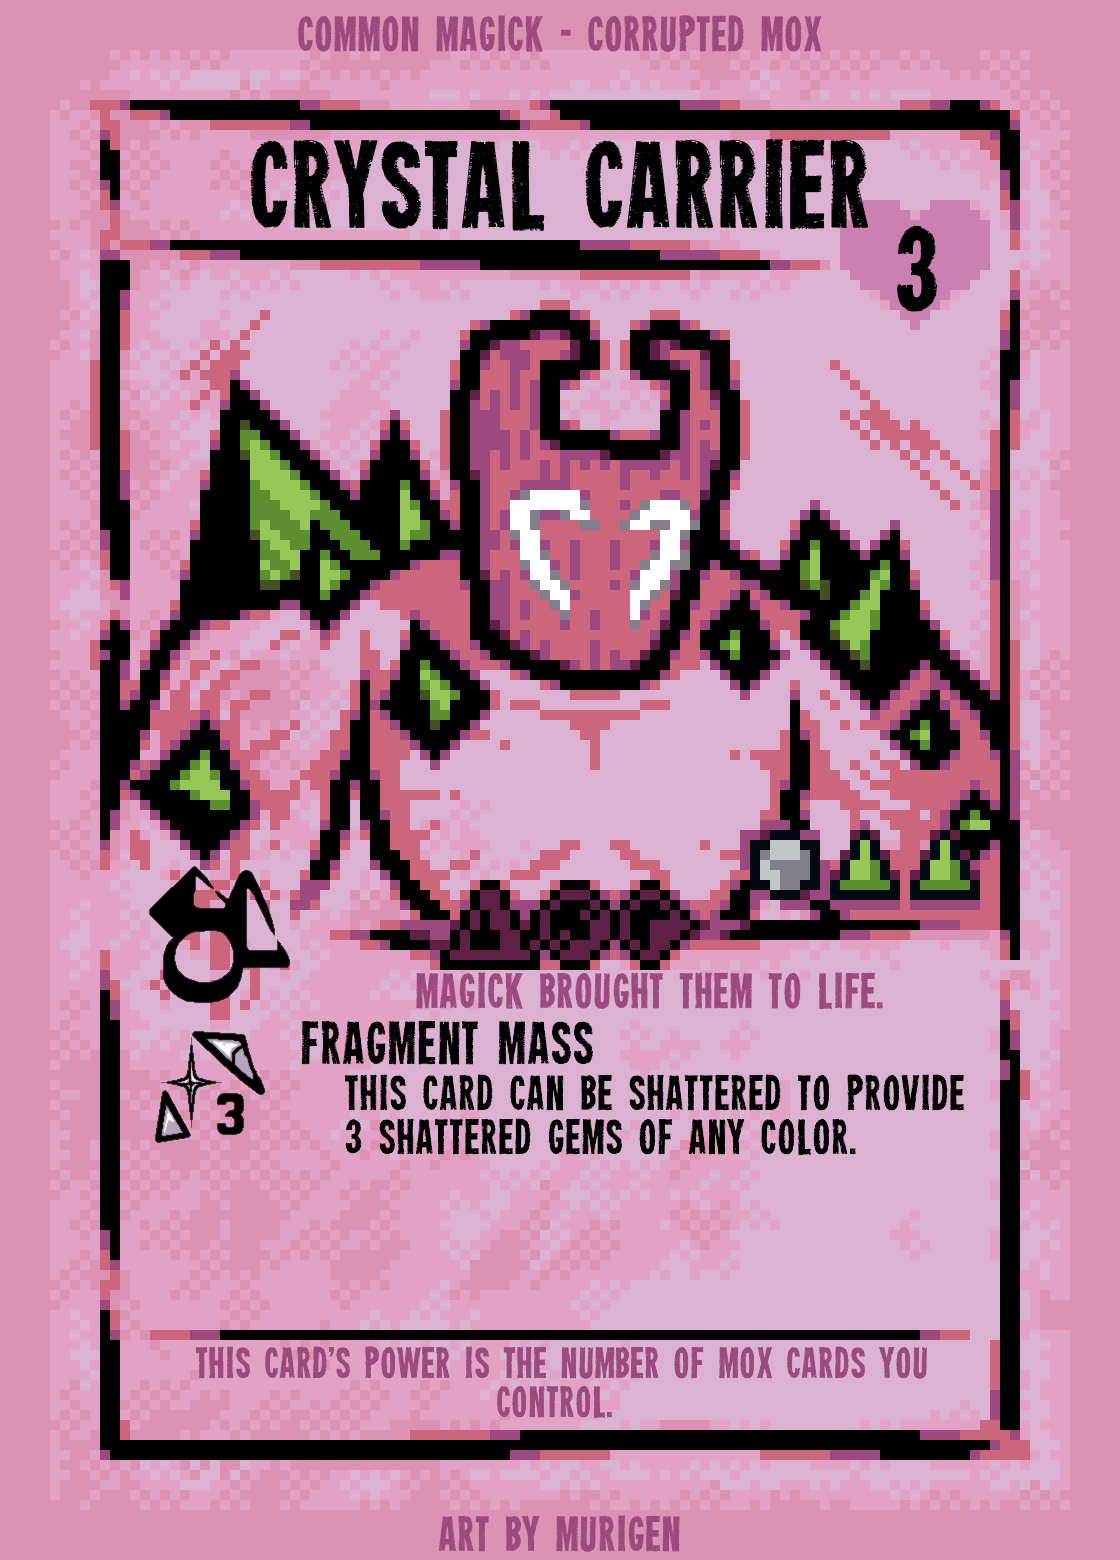 COMMON MAGICK - CORRUPTED MOX
CRYSTAL CARRIER
3
MAGICK BROUGHT THEM TO LIFE.
FRAGMENT MASS
THIS CARD CAN BE SHATTERED TO PROVIDE
3
3 SHATTERED GEMS OF ANY COLOR.
THIS CARD'S POWER IS THE NUMBER OF MOX CARDS YOU
CONTROL.
ART BY MURIGEN